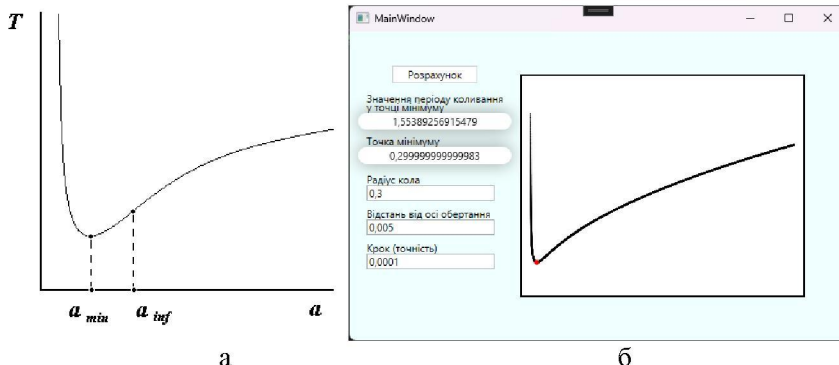 T
a min
a inf
a
а
MainWindow
Розрахунок
Значення періоду коливання
у точці мінімуму
1,55389256915479
Точка мінімуму
0,299999999999983
Радіус кола
0,3
Відстань від осі обертання
0,005
Крок (точність)
0,0001
б